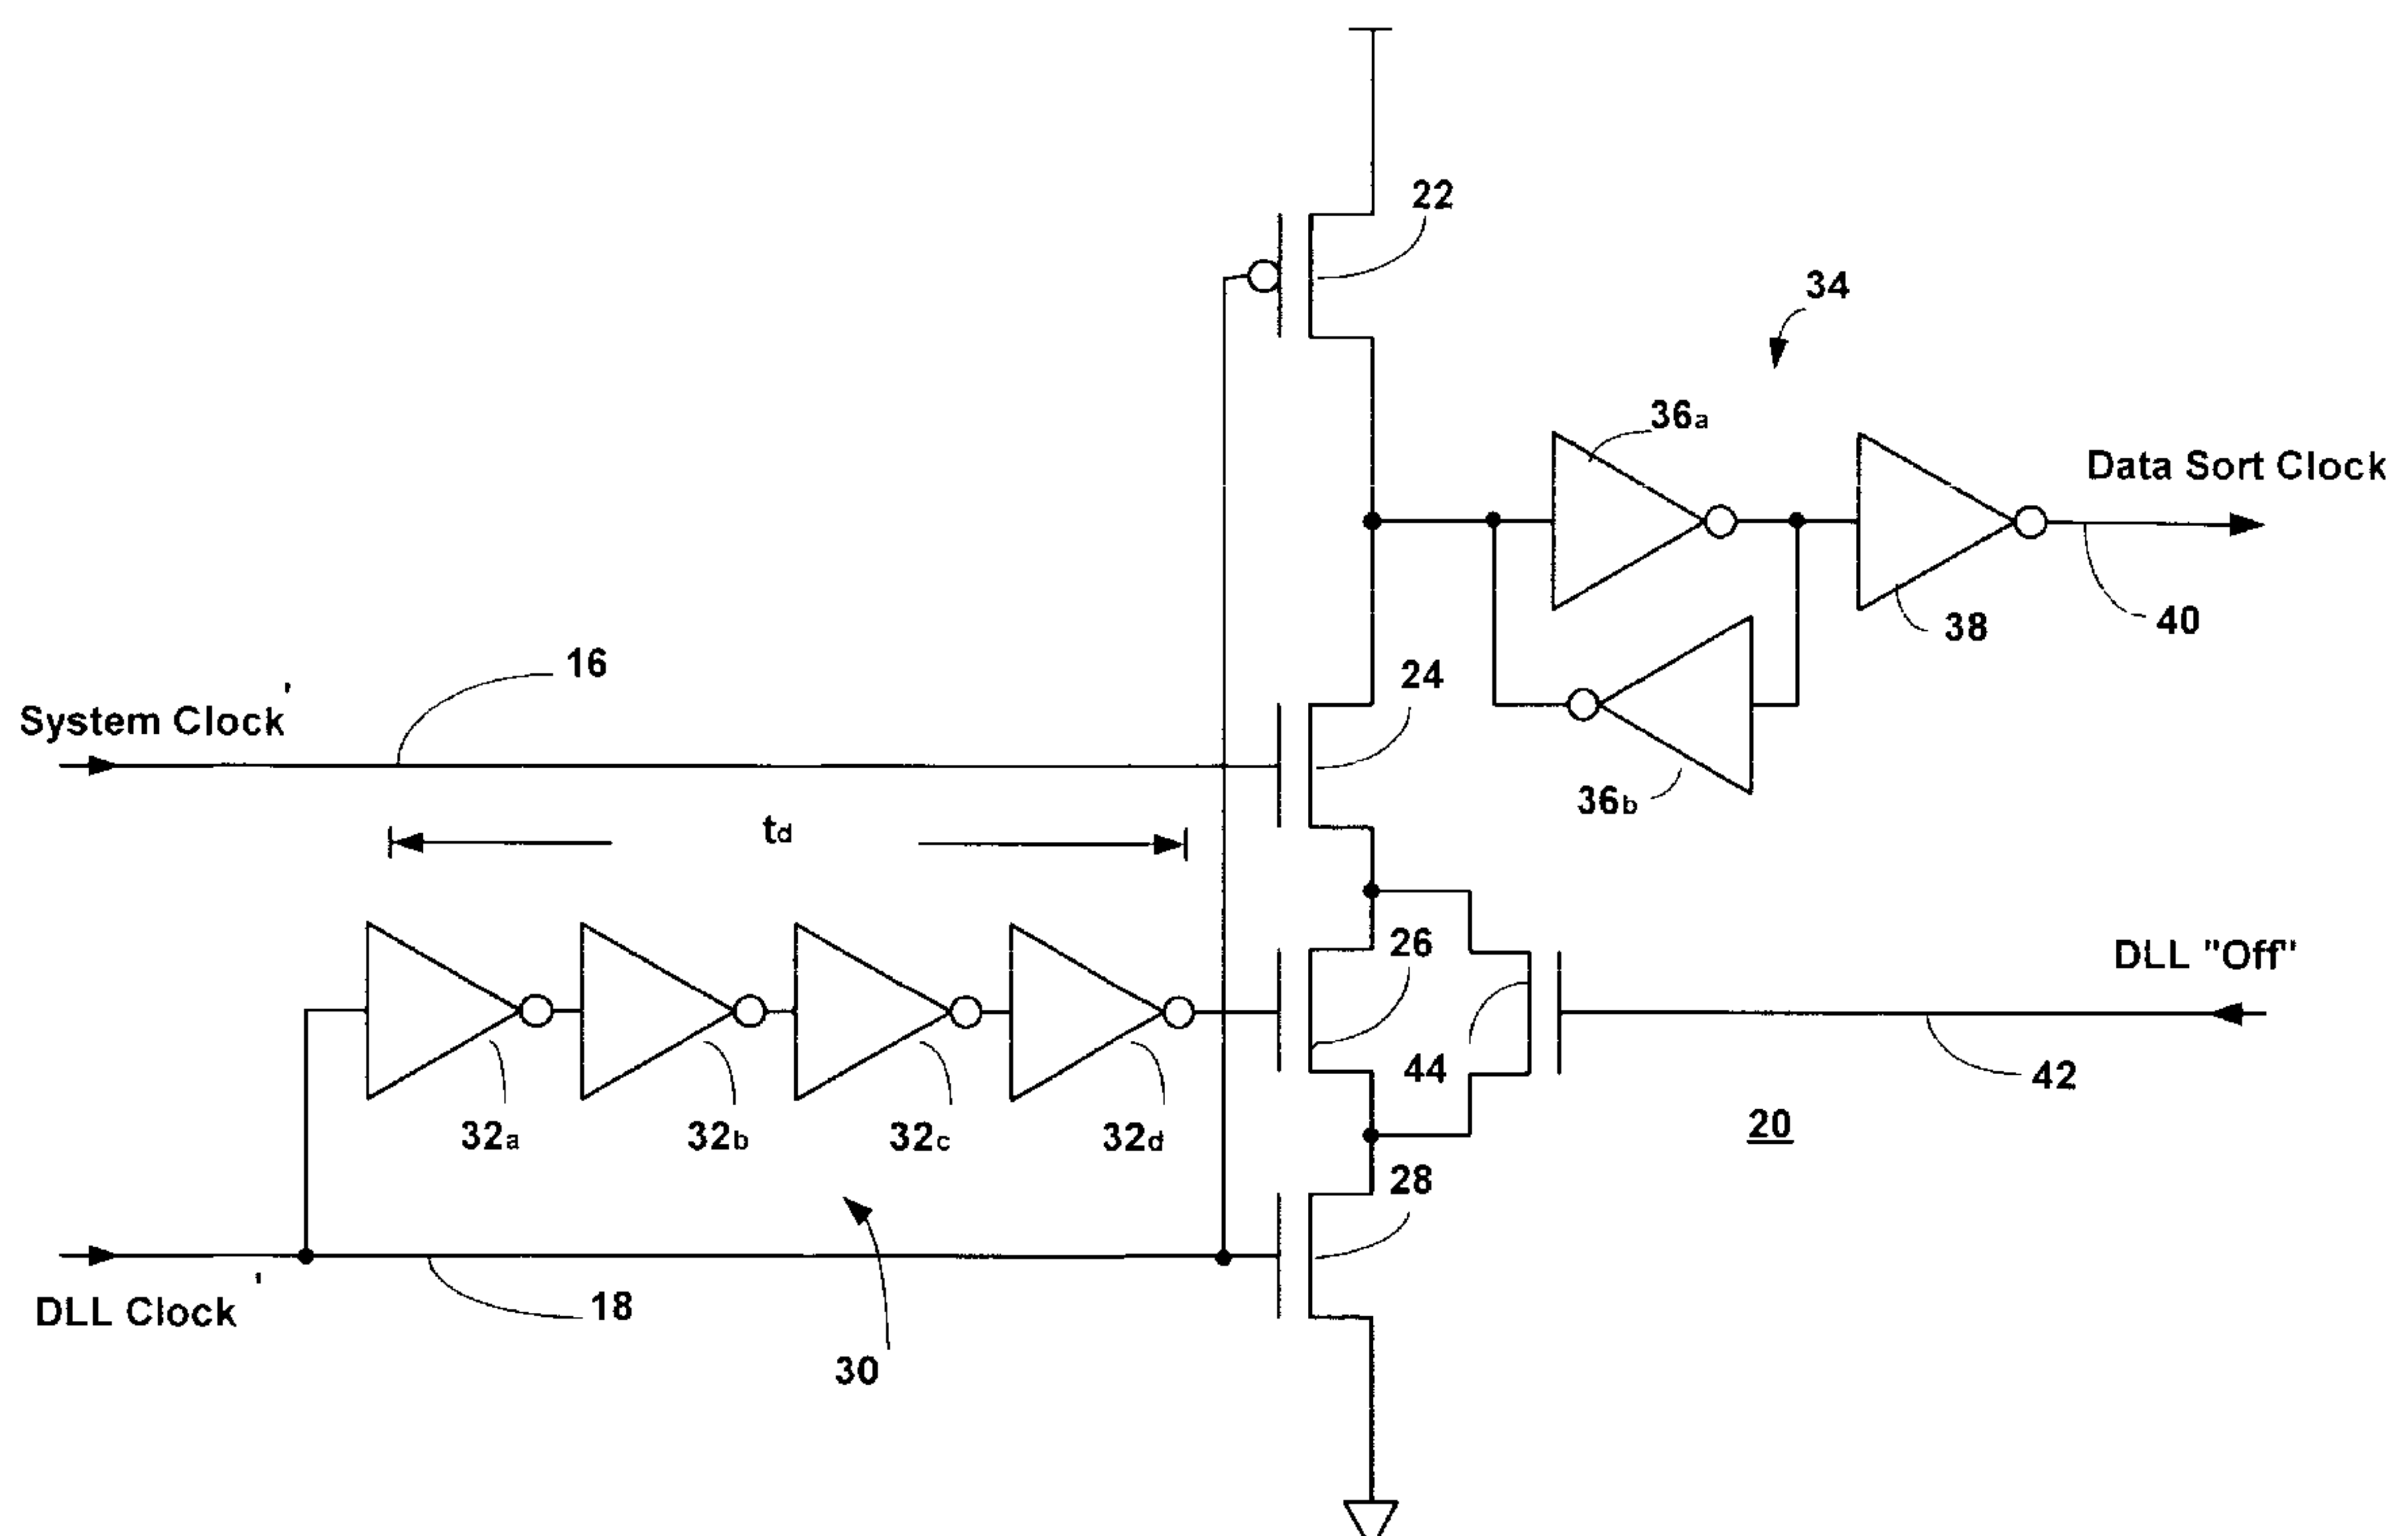 22
34
36a
Data Sort Clock
38
40
16
24
System Clock'
36b
td
26
DLL "Off"
44
42
32a
32b
32c
32d
20
28
DLL Clock'
18
30